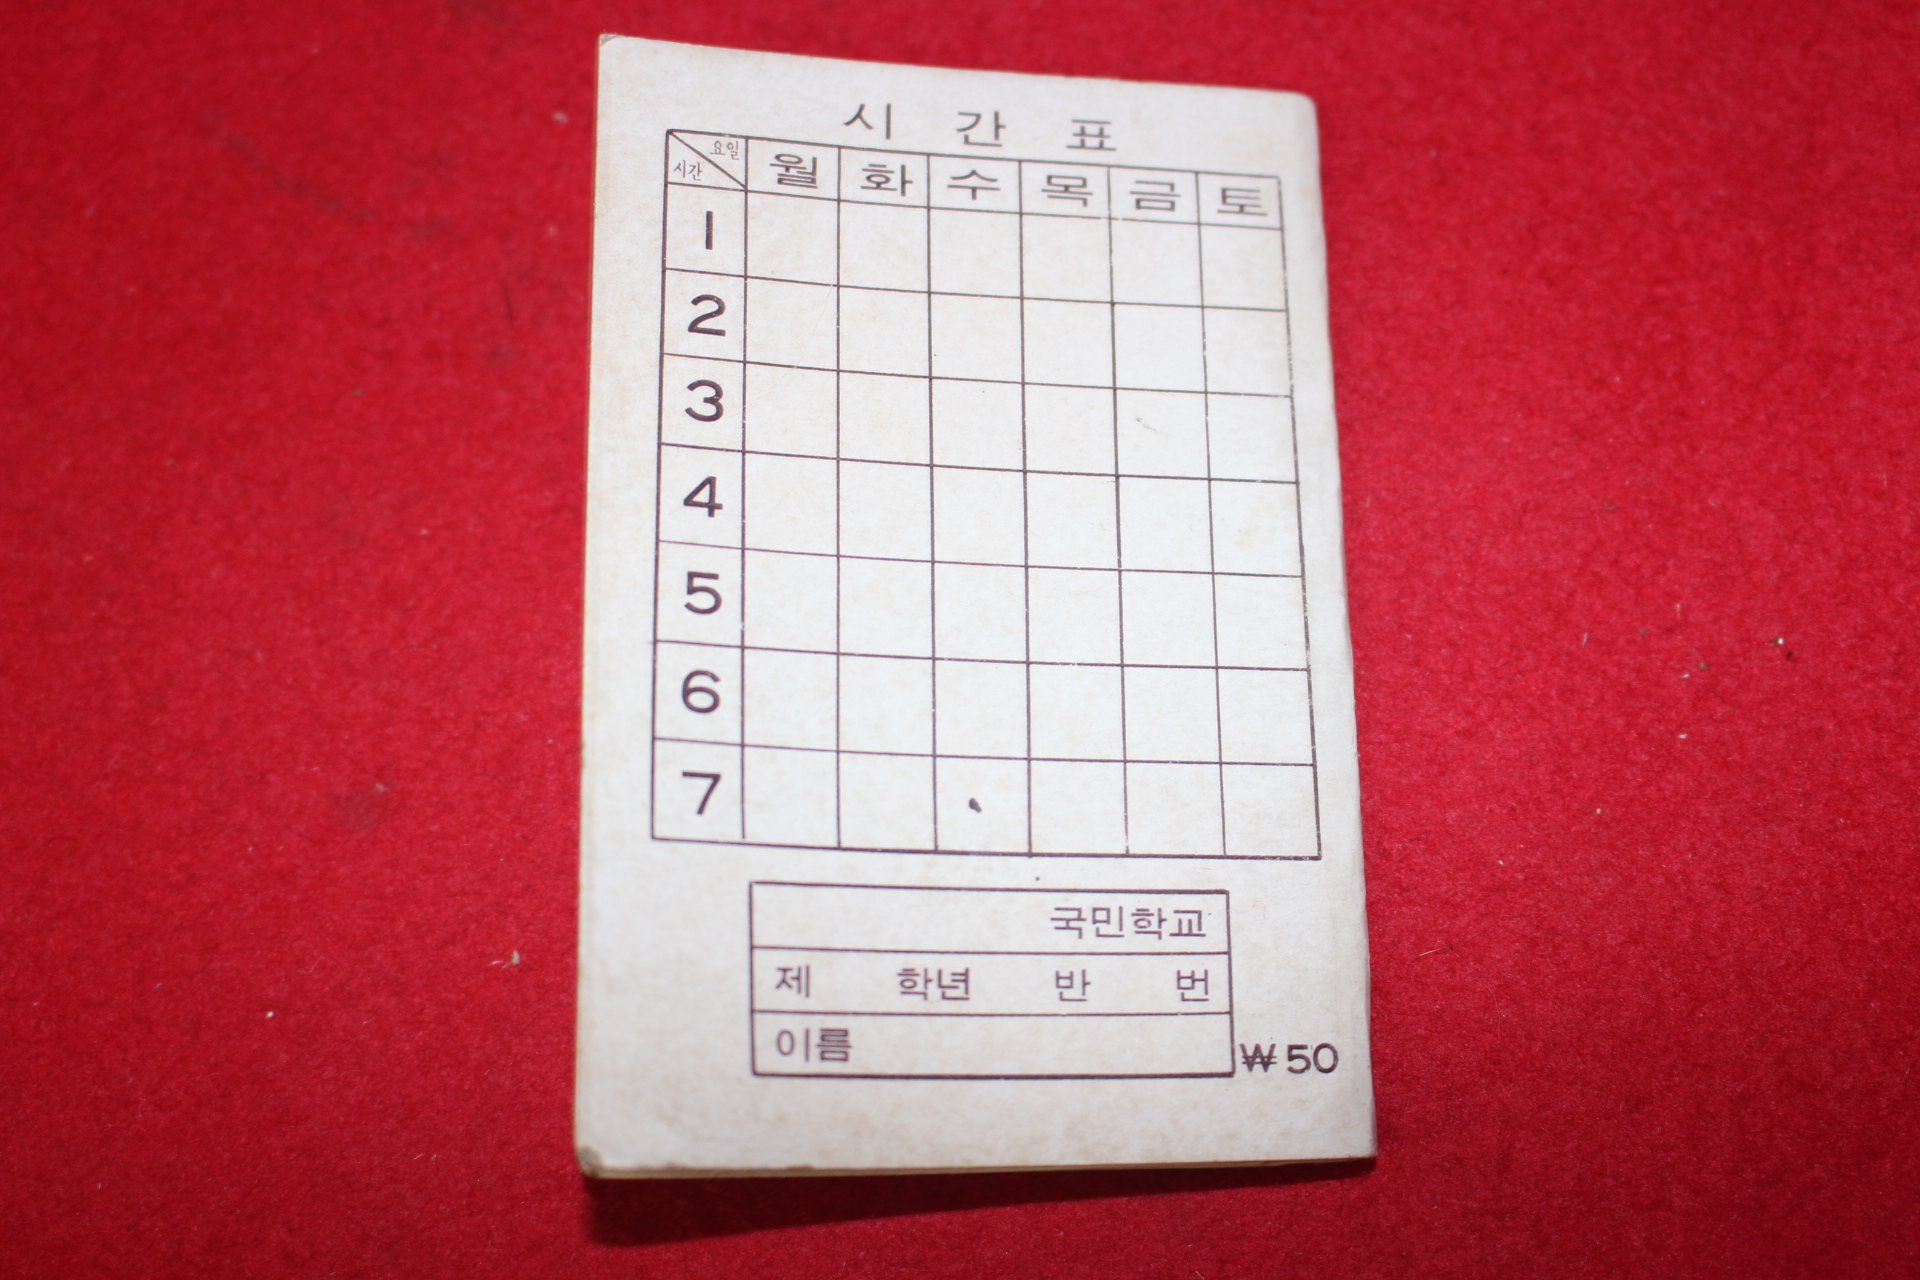 시 간 표
요일
시간
월 화 수 목 금 토
1
2
3
4
5
6
7
국민학교
제 학년 반 번
이름
₩ 50